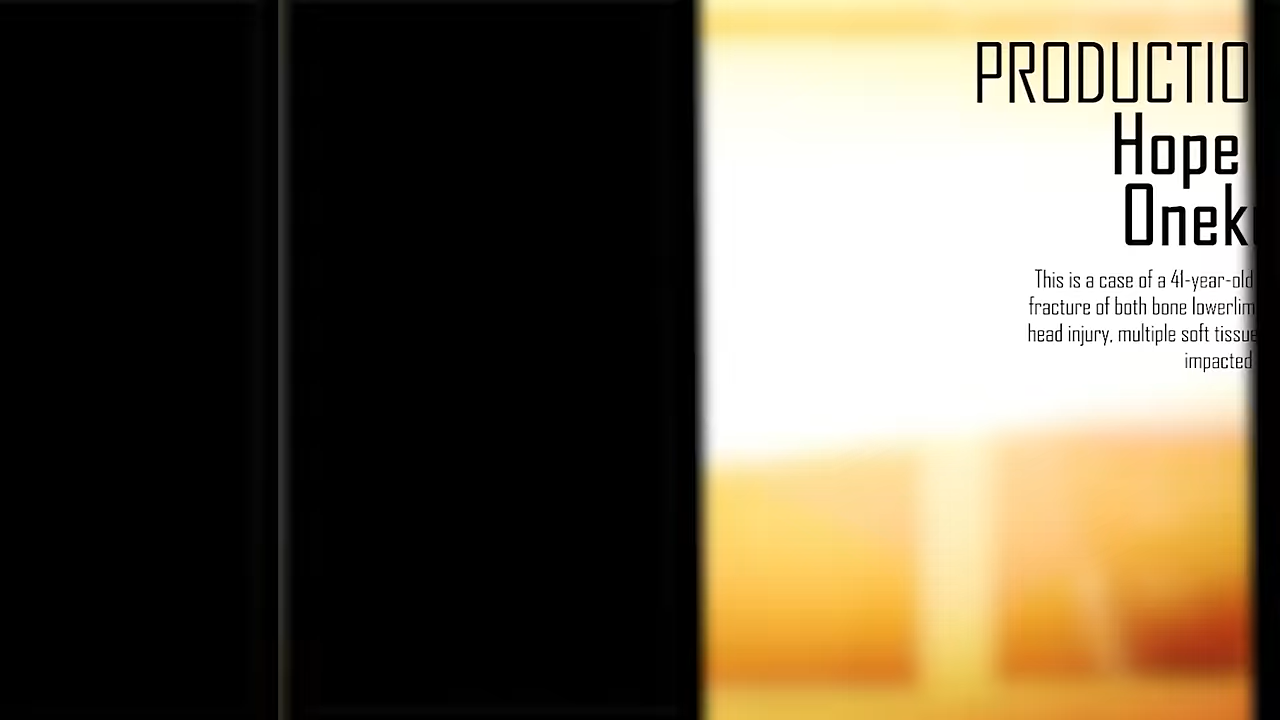 PRODUCTIO
Hope
Onek
This is a case of a 41-year-old
fracture of both bone lowerlim
head injury, multiple soft tissue
impacted